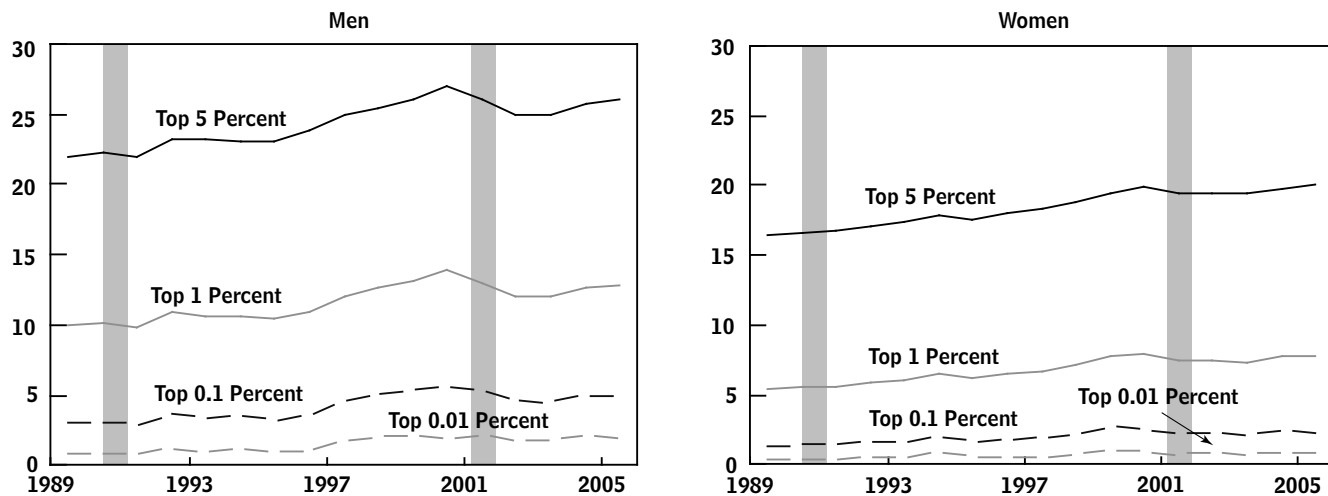 Men
30
25
20
15
10
5
0
Top 5 Percent
Top 1 Percent
Top 0.1 Percent
Top 0.01 Percent
1989 1993 1997 2001 2005
Women
30
25
20
15
10
5
0
Top 5 Percent
Top 1 Percent
Top 0.01 Percent
Top 0.1 Percent
1989 1993 1997 2001 2005